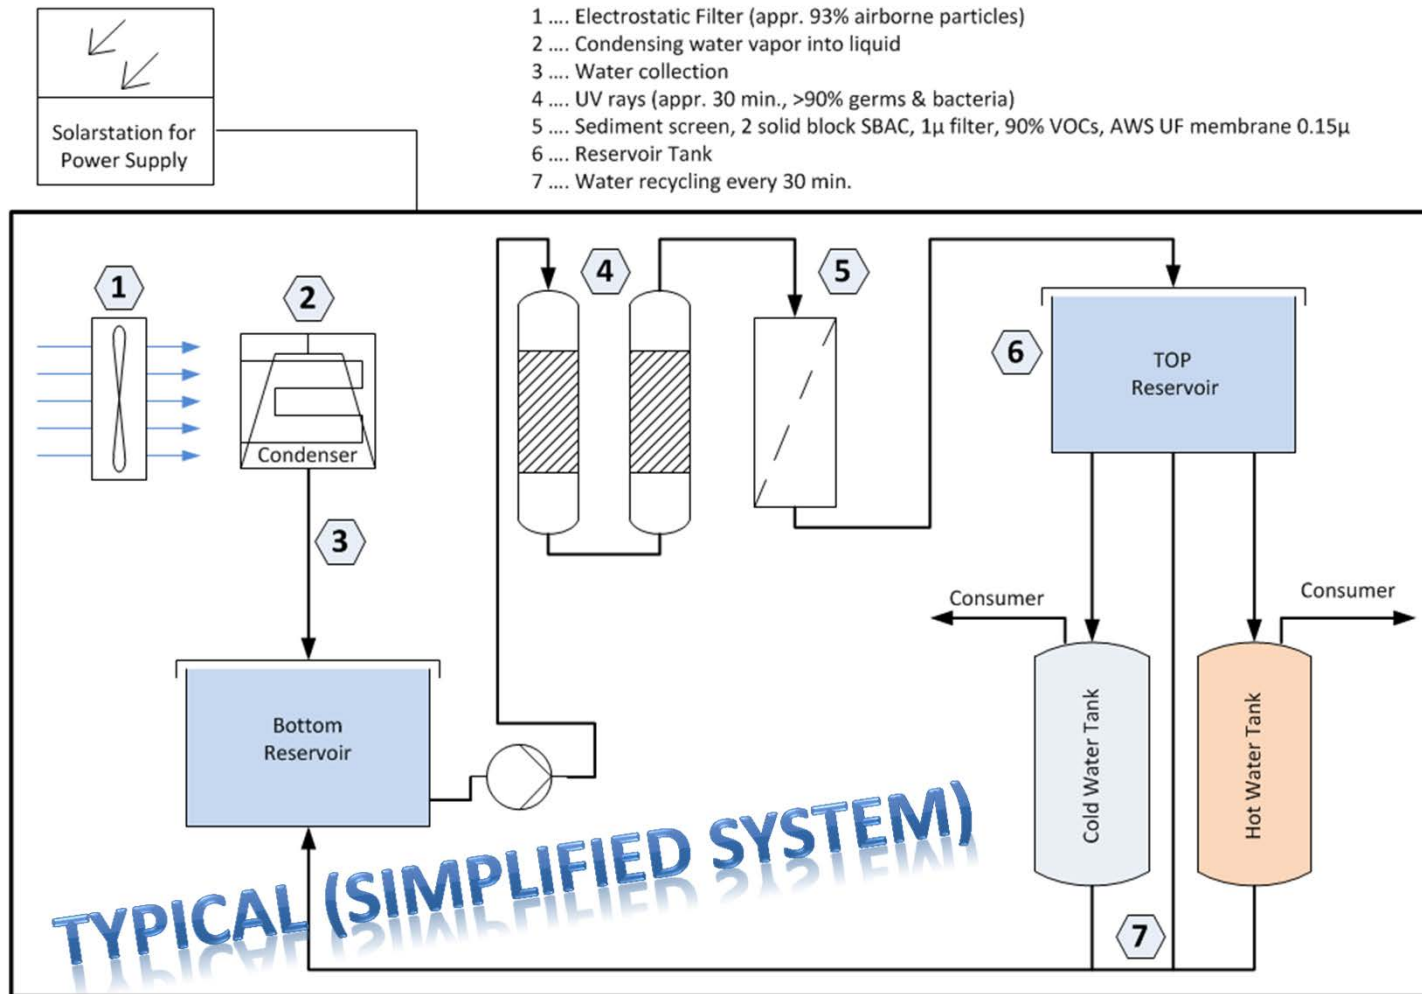 Solarstation for
Power Supply
1 .... Electrostatic Filter (appr. 93% airborne particles)
2 .... Condensing water vapor into liquid
3 .... Water collection
4 .... UV rays (appr. 30 min., >90% germs & bacteria)
5 .... Sediment screen, 2 solid block SBAC, 1µ filter, 90% VOCs, AWS UF membrane 0.15µ
6 .... Reservoir Tank
7 .... Water recycling every 30 min.
1
2
4
5
6
TOP
Reservoir
Condenser
3
Consumer
Consumer
Bottom
Reservoir
Cold Water Tank
Hot Water Tank
TYPICAL (SIMPLIFIED SYSTEM)
7